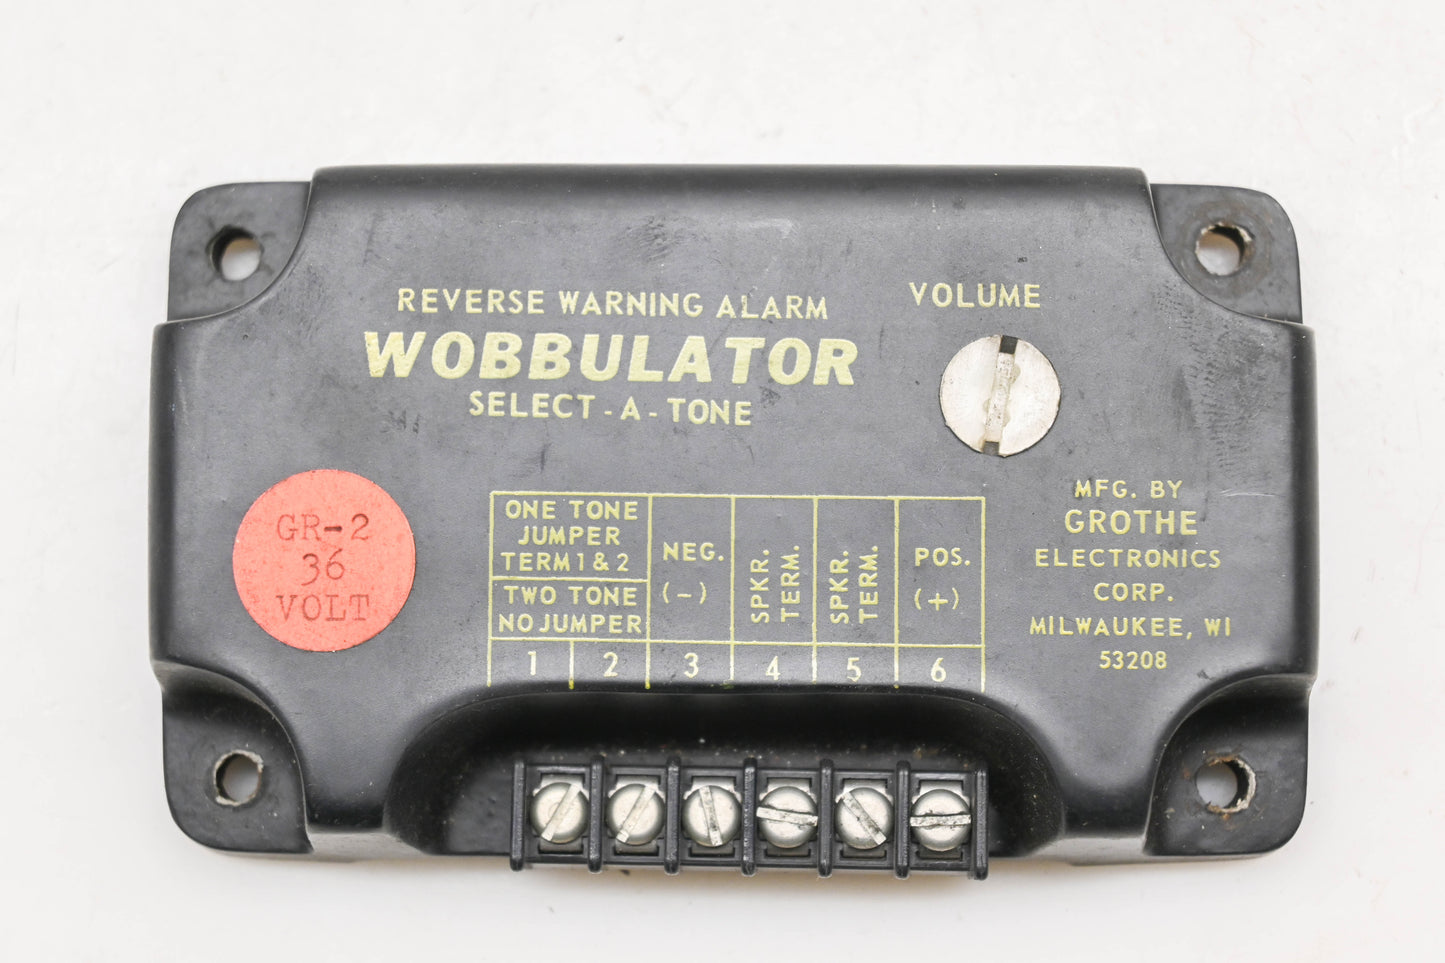 REVERSE WARNING ALARM
WOBBULATOR
SELECT-A-TONE
VOLUME
GR-2
36
VOLT
ONE TONE
JUMPER
TERM 1 & 2
TWO TONE
NO JUMPER
NEG.
(-)
SPKR.
TERM.
SPKR.
TERM.
POS.
(+)
1 2 3 4 5 6
MFG. BY
GROTHE
ELECTRONICS
CORP.
MILWAUKEE, WI
53208